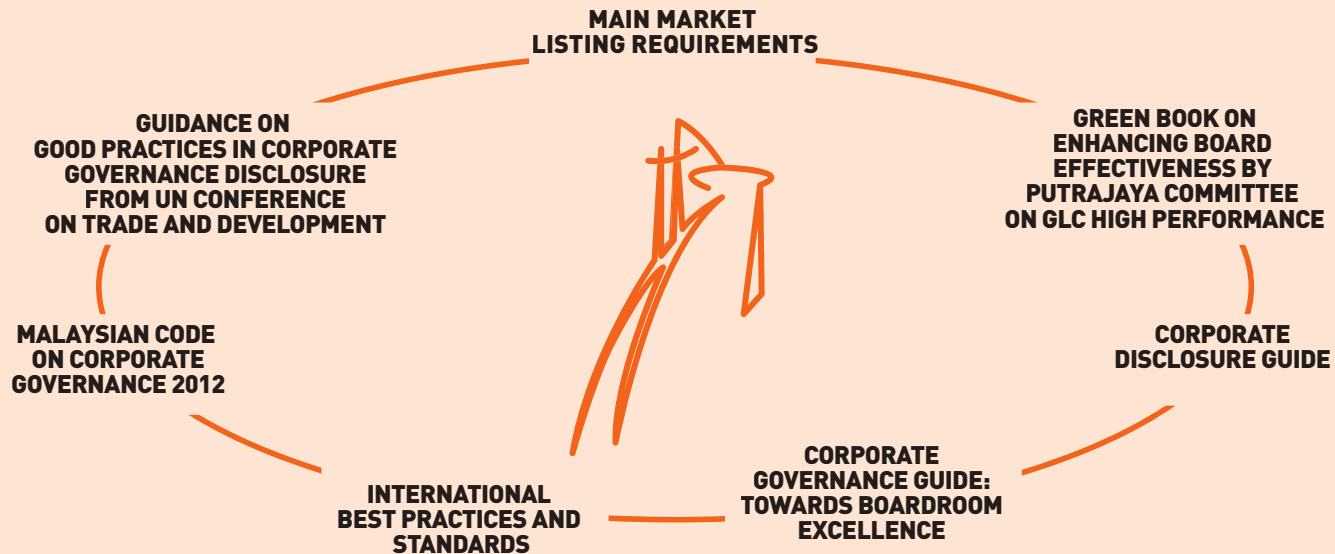 MAIN MARKET
LISTING REQUIREMENTS
GUIDANCE ON
GOOD PRACTICES IN CORPORATE
GOVERNANCE DISCLOSURE
FROM UN CONFERENCE
ON TRADE AND DEVELOPMENT
GREEN BOOK ON
ENHANCING BOARD
EFFECTIVENESS BY
PUTRAJAYA COMMITTEE
ON GLC HIGH PERFORMANCE
MALAYSIAN CODE
ON CORPORATE
GOVERNANCE 2012
CORPORATE
DISCLOSURE GUIDE
INTERNATIONAL
BEST PRACTICES AND
STANDARDS
CORPORATE
GOVERNANCE GUIDE:
TOWARDS BOARDROOM
EXCELLENCE